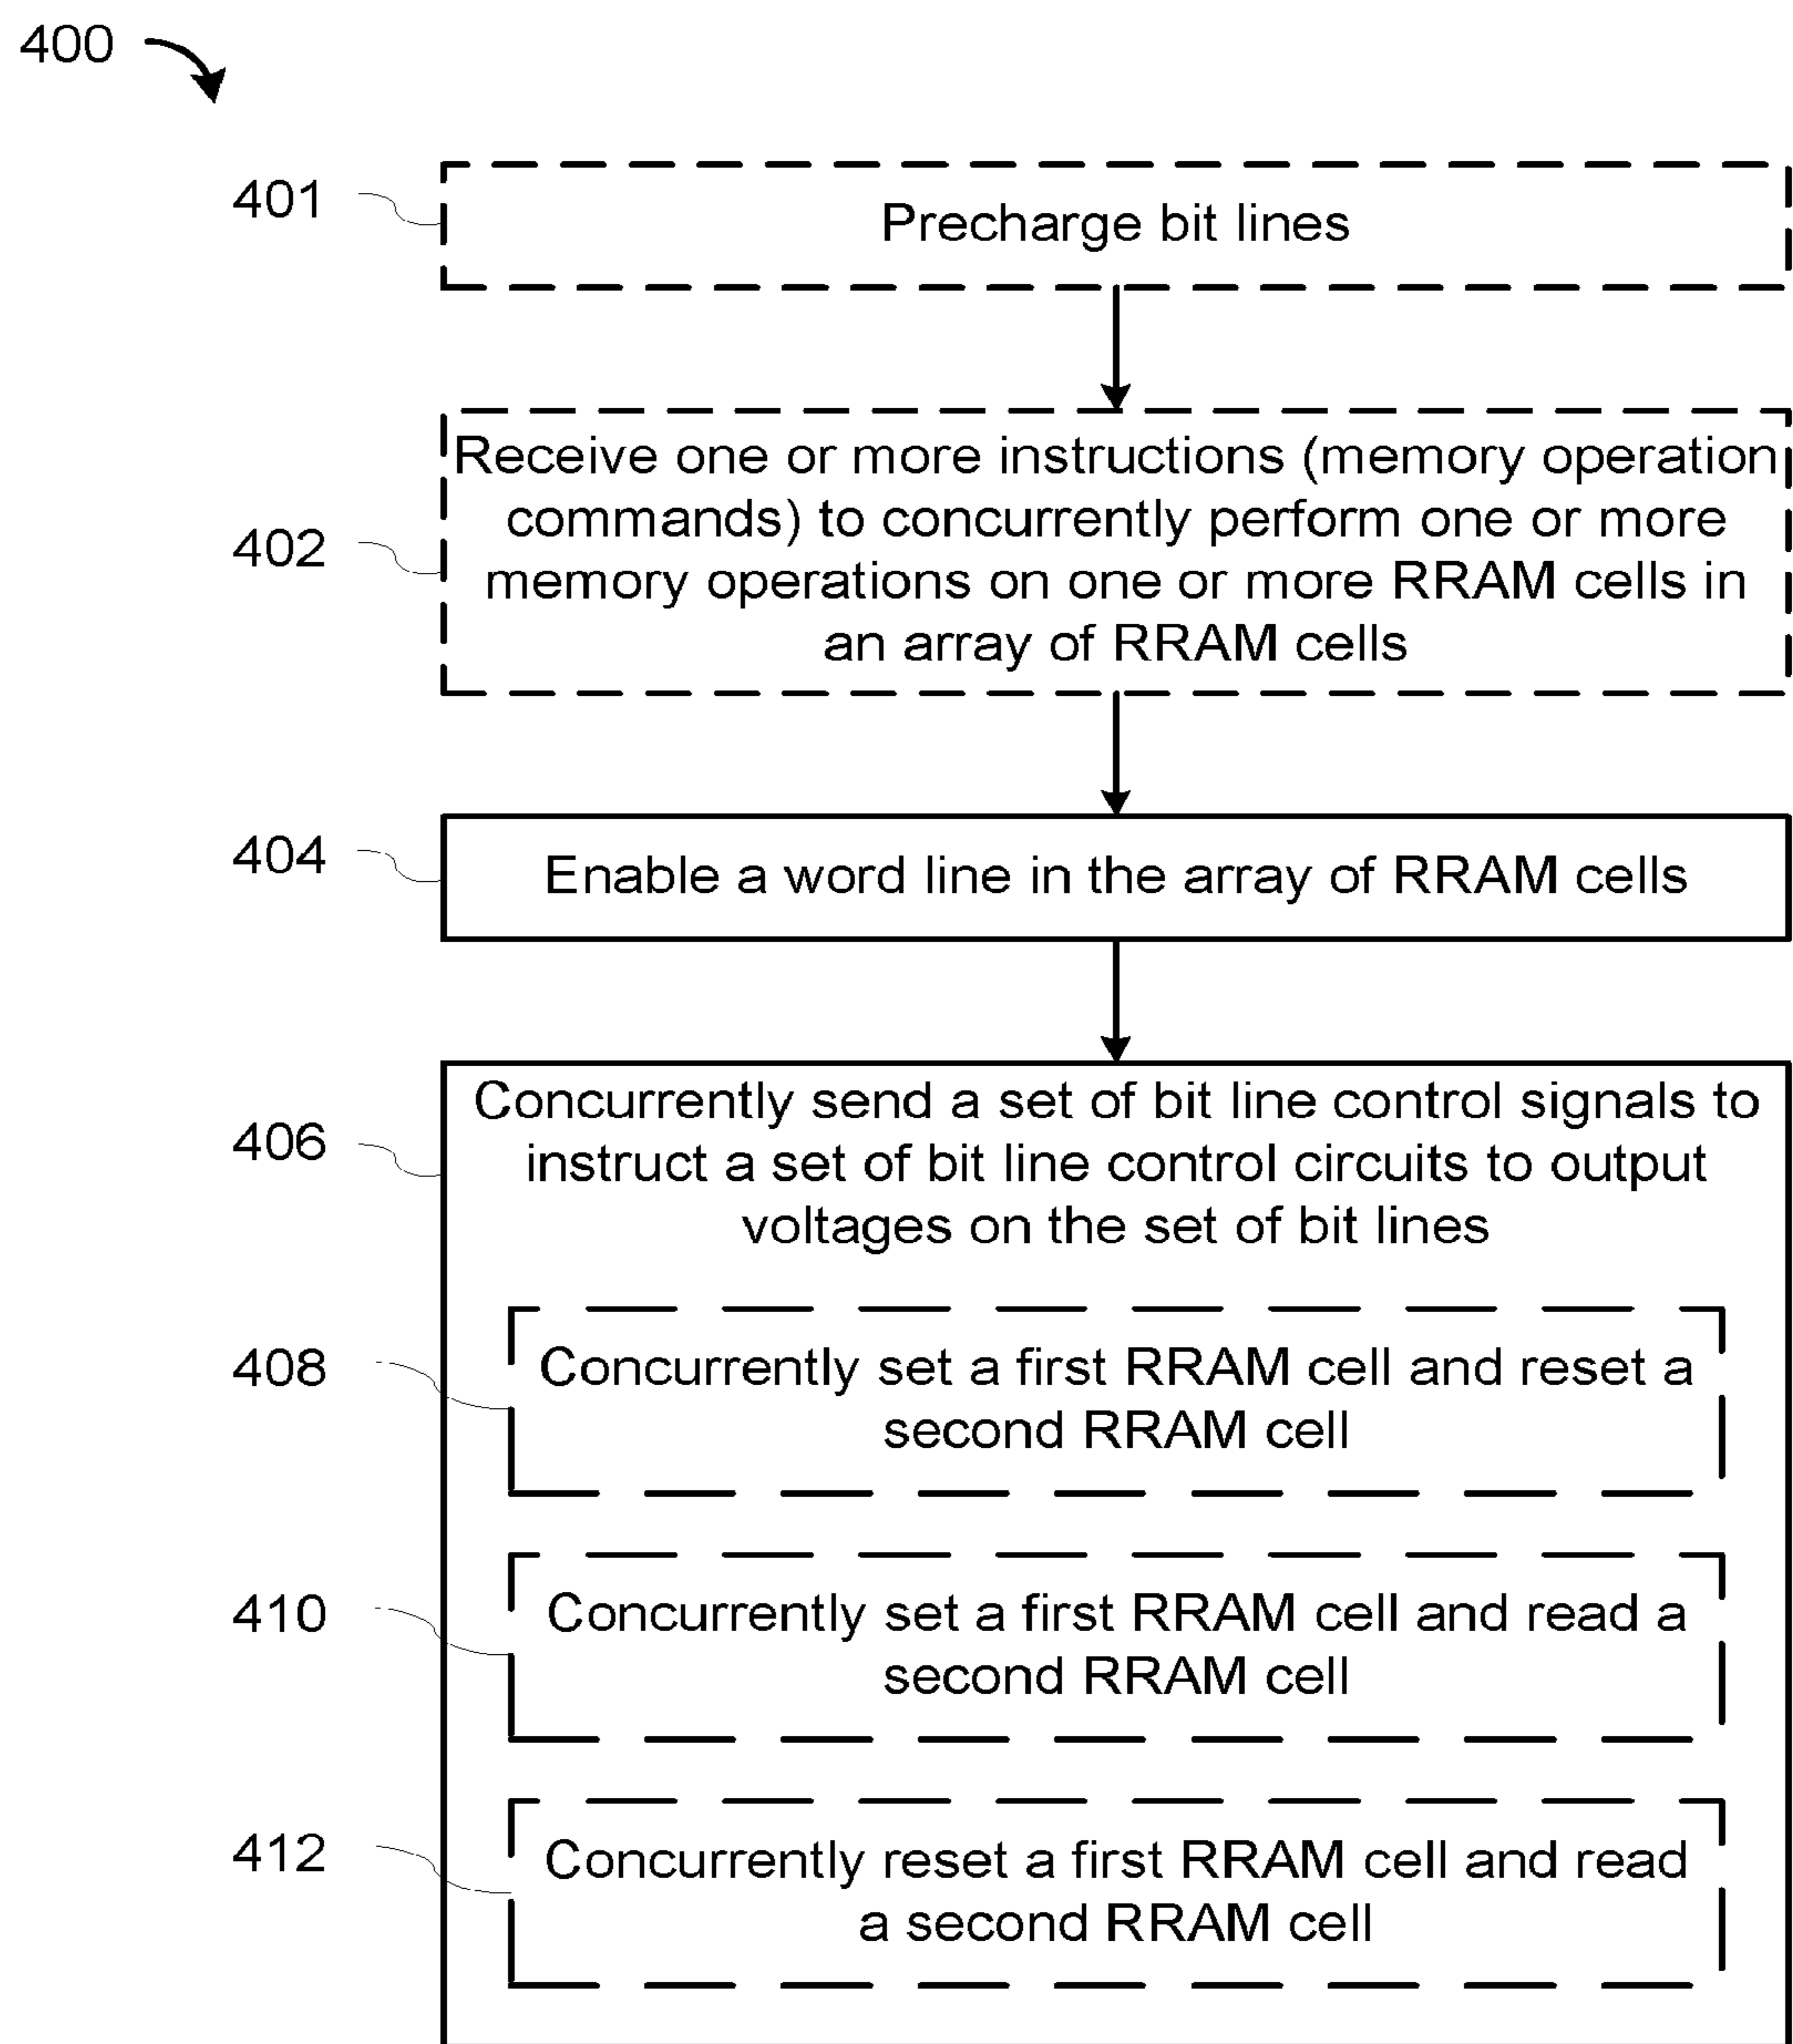 400
401
Precharge bit lines
402
Receive one or more instructions (memory operation
commands) to concurrently perform one or more
memory operations on one or more RRAM cells in
an array of RRAM cells
404
Enable a word line in the array of RRAM cells
406
Concurrently send a set of bit line control signals to
instruct a set of bit line control circuits to output
voltages on the set of bit lines
408
Concurrently set a first RRAM cell and reset a
second RRAM cell
410
Concurrently set a first RRAM cell and read a
second RRAM cell
412
Concurrently reset a first RRAM cell and read
a second RRAM cell